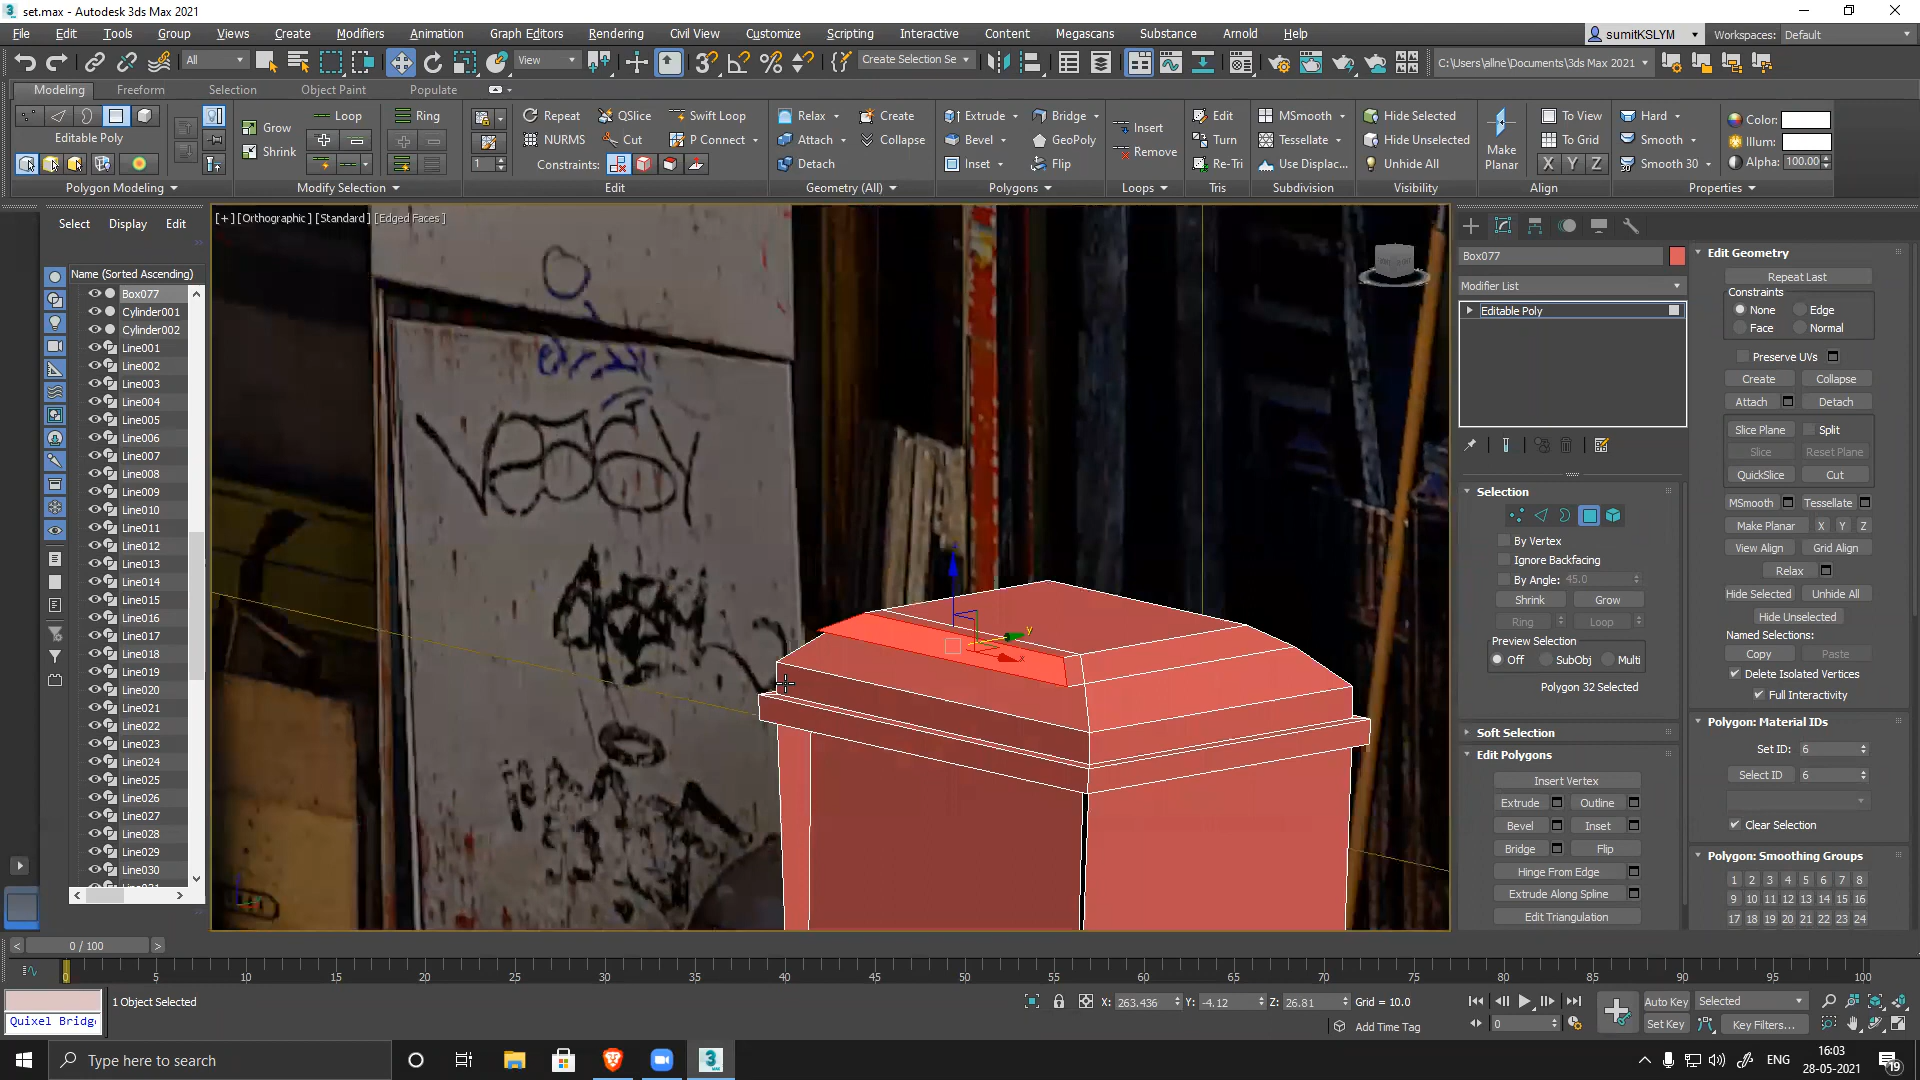 set.max - Autodesk 3ds Max 2021
File Edit Tools Group Views Create Modifiers Animation Graph Editors Rendering Civil View Customize Scripting Interactive Content Megascans Substance Arnold Help
sumitKSLYM Workspaces: Default
All View Create Selection Se C:\Users\allne\Documents\3ds Max 2021
Modeling Freeform Selection Object Paint Populate
Editable Poly
Grow
Shrink
Loop
Ring
1
Repeat QSlice Swift Loop
NURMS Cut P Connect
Constraints:
Relax Create
Attach Collapse
Detach
Extrude Bridge
Bevel GeoPoly
Inset Flip
Insert
Remove
Edit
Turn
Re-Tri
MSmooth
Tessellate
Use Displac...
Hide Selected
Hide Unselected
Unhide All
Make
Planar
To View
To Grid
X Y Z
Hard
Smooth
Smooth 30
Color:
Illum:
Alpha: 100.00
Polygon Modeling Modify Selection Edit Geometry (All) Polygons Loops Tris Subdivision Visibility Align Properties
Select Display Edit
Name (Sorted Ascending)
Box077
Cylinder001
Cylinder002
Line001
Line002
Line003
Line004
Line005
Line006
Line007
Line008
Line009
Line010
Line011
Line012
Line013
Line014
Line015
Line016
Line017
Line018
Line019
Line020
Line021
Line022
Line023
Line024
Line025
Line026
Line027
Line028
Line029
Line030
[+] [Orthographic] [Standard] [Edged Faces]
y
x
Box077
Modifier List
Editable Poly
Selection
By Vertex
Ignore Backfacing
By Angle: 45.0
Shrink Grow
Ring Loop
Preview Selection
Off SubObj Multi
Polygon 32 Selected
Soft Selection
Edit Polygons
Insert Vertex
Extrude Outline
Bevel Inset
Bridge Flip
Hinge From Edge
Extrude Along Spline
Edit Triangulation
Edit Geometry
Repeat Last
Constraints
None Edge
Face Normal
Preserve UVs
Create Collapse
Attach Detach
Slice Plane Split
Slice Reset Plane
QuickSlice Cut
MSmooth Tessellate
Make Planar X Y Z
View Align Grid Align
Relax
Hide Selected Unhide All
Hide Unselected
Named Selections:
Copy Paste
Delete Isolated Vertices
Full Interactivity
Polygon: Material IDs
Set ID: 6
Select ID 6
Clear Selection
Polygon: Smoothing Groups
1 2 3 4 5 6 7 8
9 10 11 12 13 14 15 16
17 18 19 20 21 22 23 24
< 0 / 100 >
0 5 10 15 20 25 30 35 40 45 50 55 60 65 70 75 80 85 90 95 100
1 Object Selected
Quixel Bridg
X: 263.436 Y: -4.12 Z: 26.81 Grid = 10.0
Add Time Tag
0
Auto Key Selected
Set Key Key Filters...
Type here to search
ENG
16:03
28-05-2021
19